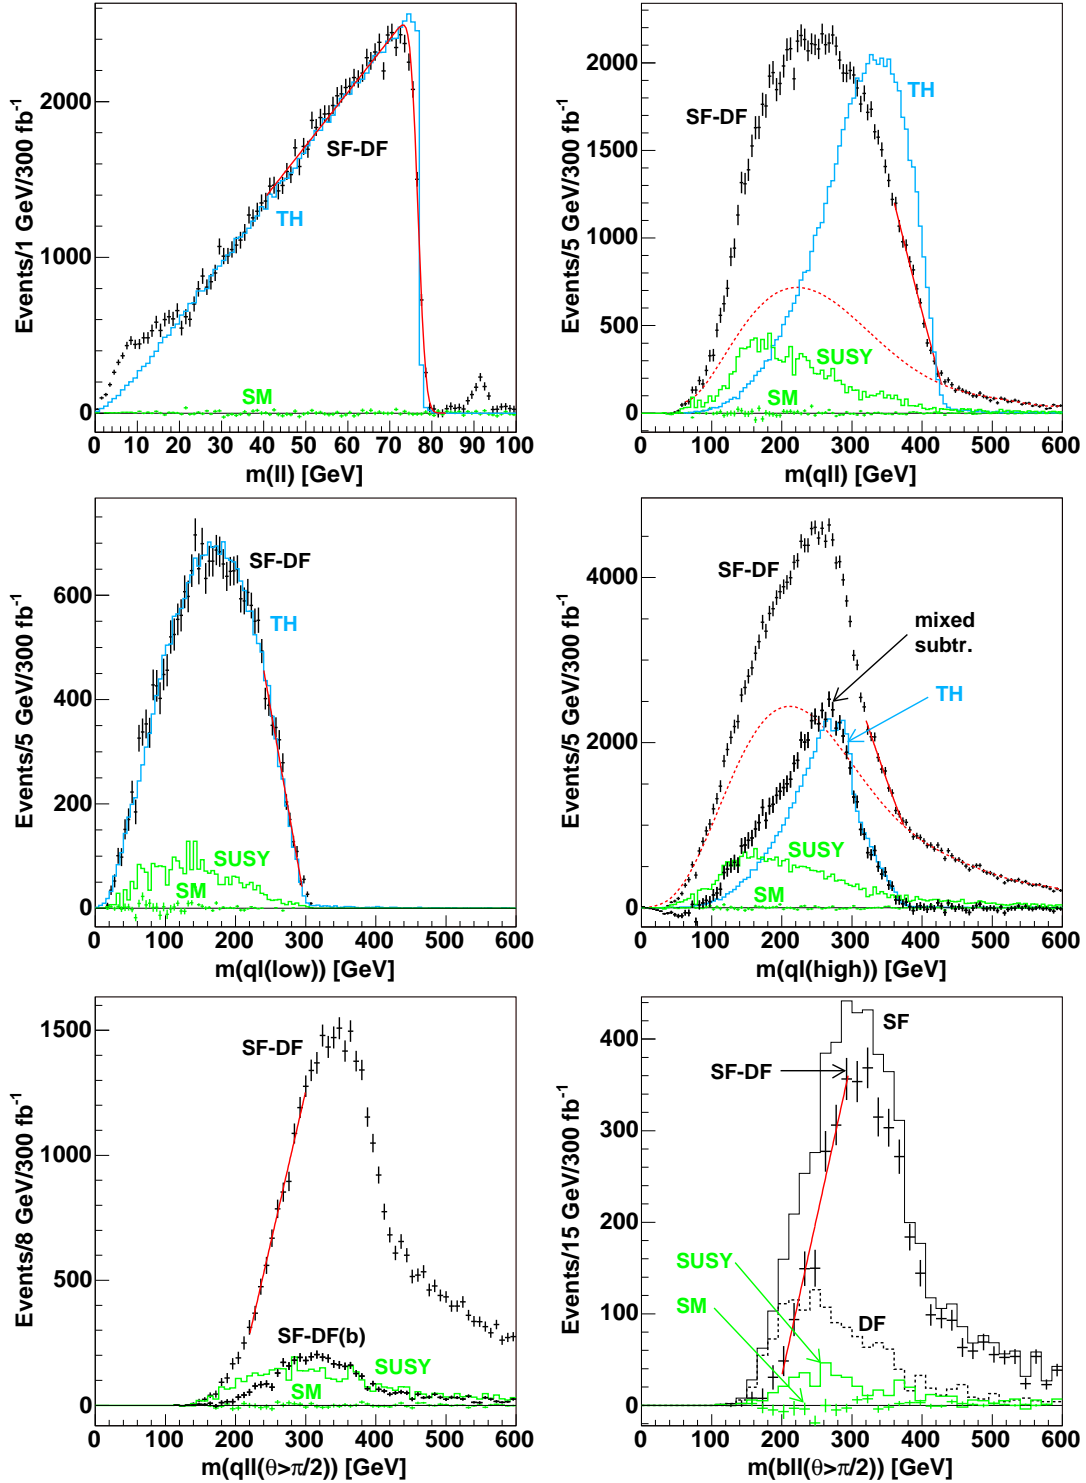 Events/1 GeV/300 fb-1
2000
1000
0
SF-DF
TH
SM
0 10 20 30 40 50 60 70 80 90 100
m(ll) [GeV]
Events/5 GeV/300 fb-1
2000
1500
1000
500
0
SF-DF
TH
SUSY
SM
0 100 200 300 400 500 600
m(qll) [GeV]
Events/5 GeV/300 fb-1
600
400
200
0
SF-DF
TH
SUSY
SM
0 100 200 300 400 500 600
m(ql(low)) [GeV]
Events/5 GeV/300 fb-1
4000
2000
0
SF-DF
mixed
subtr.
TH
SUSY
SM
0 100 200 300 400 500 600
m(ql(high)) [GeV]
Events/8 GeV/300 fb-1
1500
1000
500
0
SF-DF
SF-DF(b)
SUSY
SM
0 100 200 300 400 500 600
m(qll(θ>π/2)) [GeV]
Events/15 GeV/300 fb-1
400
300
200
100
0
SF
SF-DF
SUSY
SM
DF
0 100 200 300 400 500 600
m(bll(θ>π/2)) [GeV]